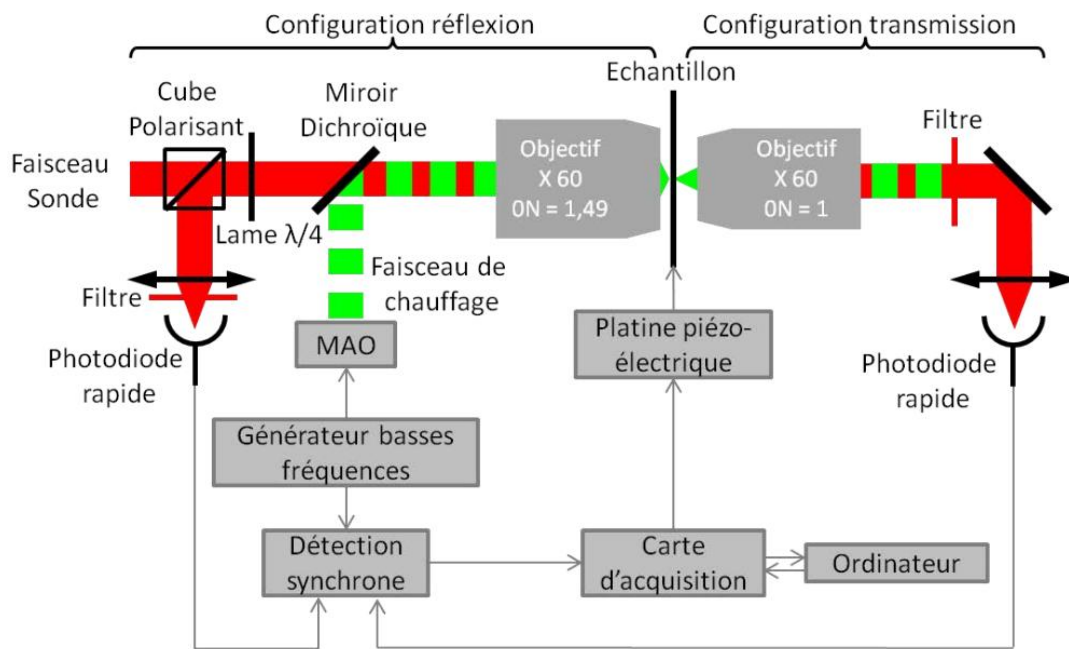 Configuration réflexion
Configuration transmission
Echantillon
Cube
Polarisant
Miroir
Dichroïque
Filtre
Faisceau
Sonde
Objectif
X 60
0N = 1,49
Objectif
X 60
0N = 1
Lame λ/4
Faisceau de
chauffage
Filtre
MAO
Platine piézo-
électrique
Photodiode
rapide
Photodiode
rapide
Générateur basses
fréquences
Détection
synchrone
Carte
d'acquisition
Ordinateur